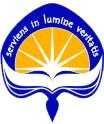 serviens in lumine veritatis